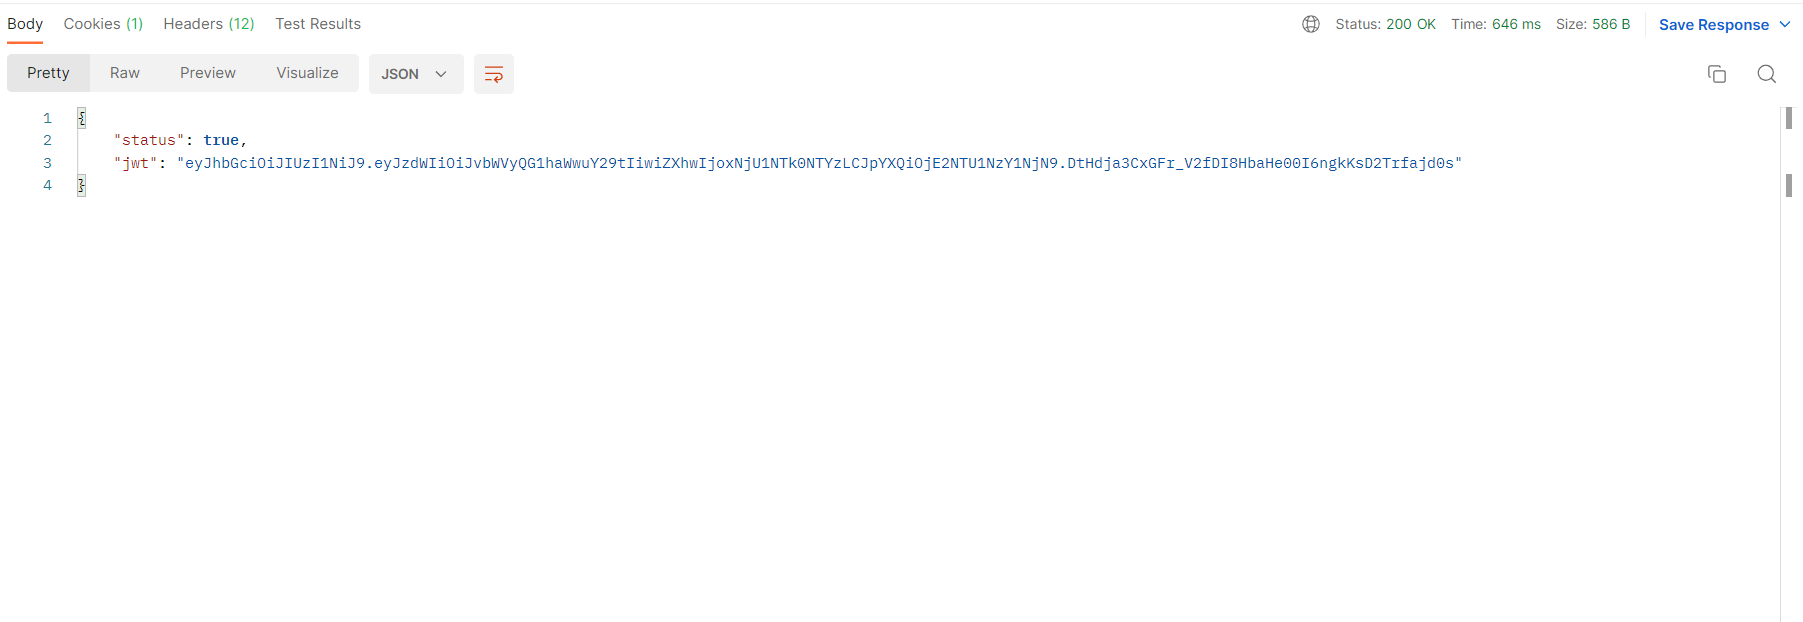 Body Cookies (1) Headers (12) Test Results Status: 200 OK Time: 646 ms Size: 586 B Save Response
Pretty Raw Preview Visualize JSON
1 {
2 "status": true,
3 "jwt": "eyJhbGciOiJIUzI1NiJ9.eyJzdWIiOiJvbWVyQG1haWwuY29tIiwiZXhwIjoxNjU1NTk0NTYzLCJpYXQiOjE2NTU1NzY1NjN9.DtHdja3CxGFr_V2fDI8HbaHe00I6ngkKsD2Trfajd0s"
4 }